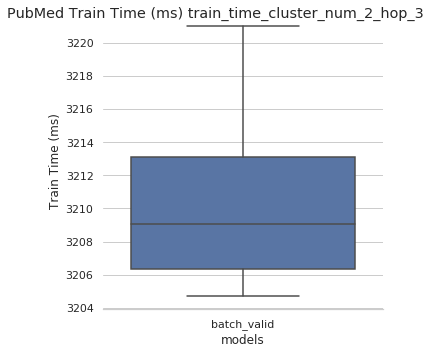 PubMed Train Time (ms) train_time_cluster_num_2_hop_3
3220
3218
3216
3214
3212
3210
3208
3206
3204
Train Time (ms)
batch_valid
models